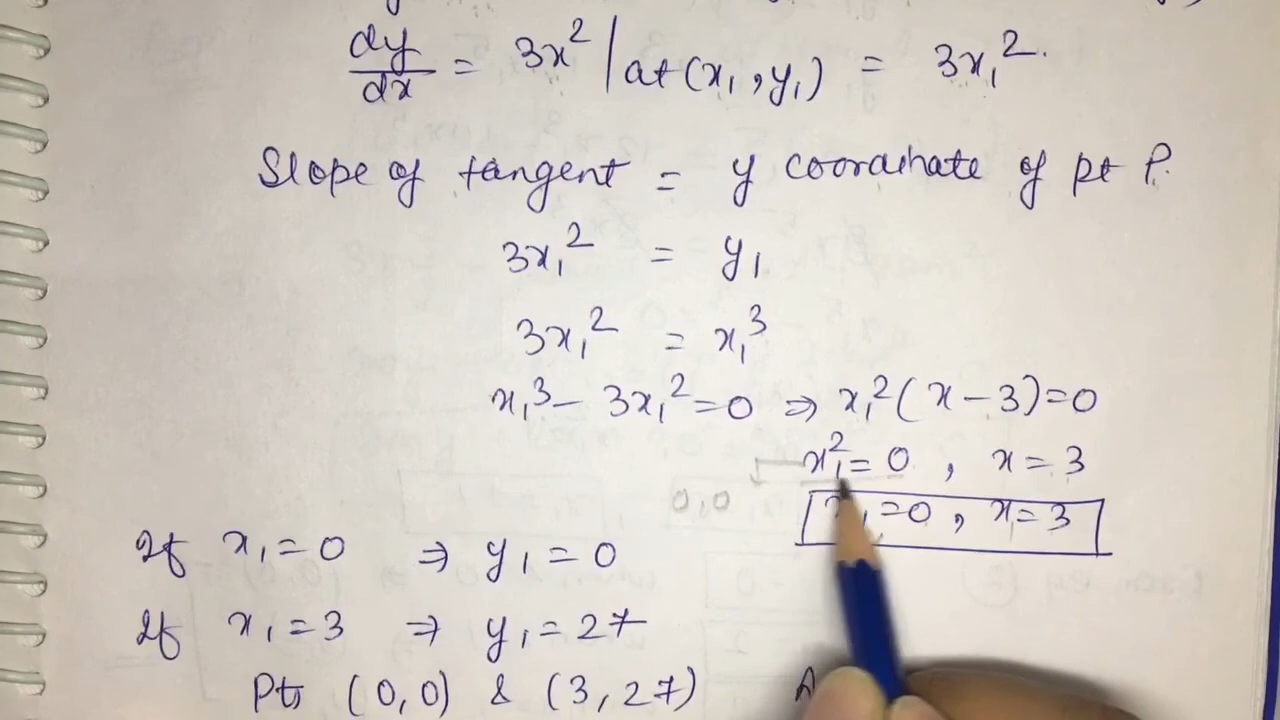 dy/dx = 3x² | at (x₁, y₁) = 3x₁².
Slope of tangent = y coordinate of pt P.
3x₁² = y₁
3x₁² = x₁³
x₁³ - 3x₁² = 0 ⇒ x₁²(x - 3) = 0
x₁² = 0, x = 3
0,0
x₁ = 0, x₁ = 3
If x₁ = 0 ⇒ y₁ = 0
If x₁ = 3 ⇒ y₁ = 27
Pts (0,0) & (3,27)